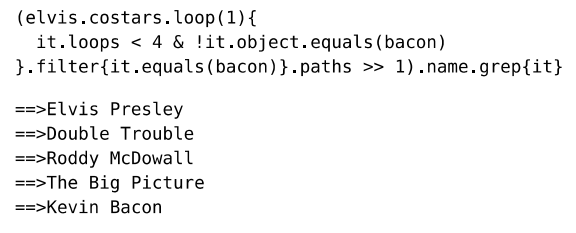 (elvis.costars.loop(1){
  it.loops < 4 & !it.object.equals(bacon)
}.filter{it.equals(bacon)}.paths >> 1).name.grep{it}
==>Elvis Presley
==>Double Trouble
==>Roddy McDowall
==>The Big Picture
==>Kevin Bacon